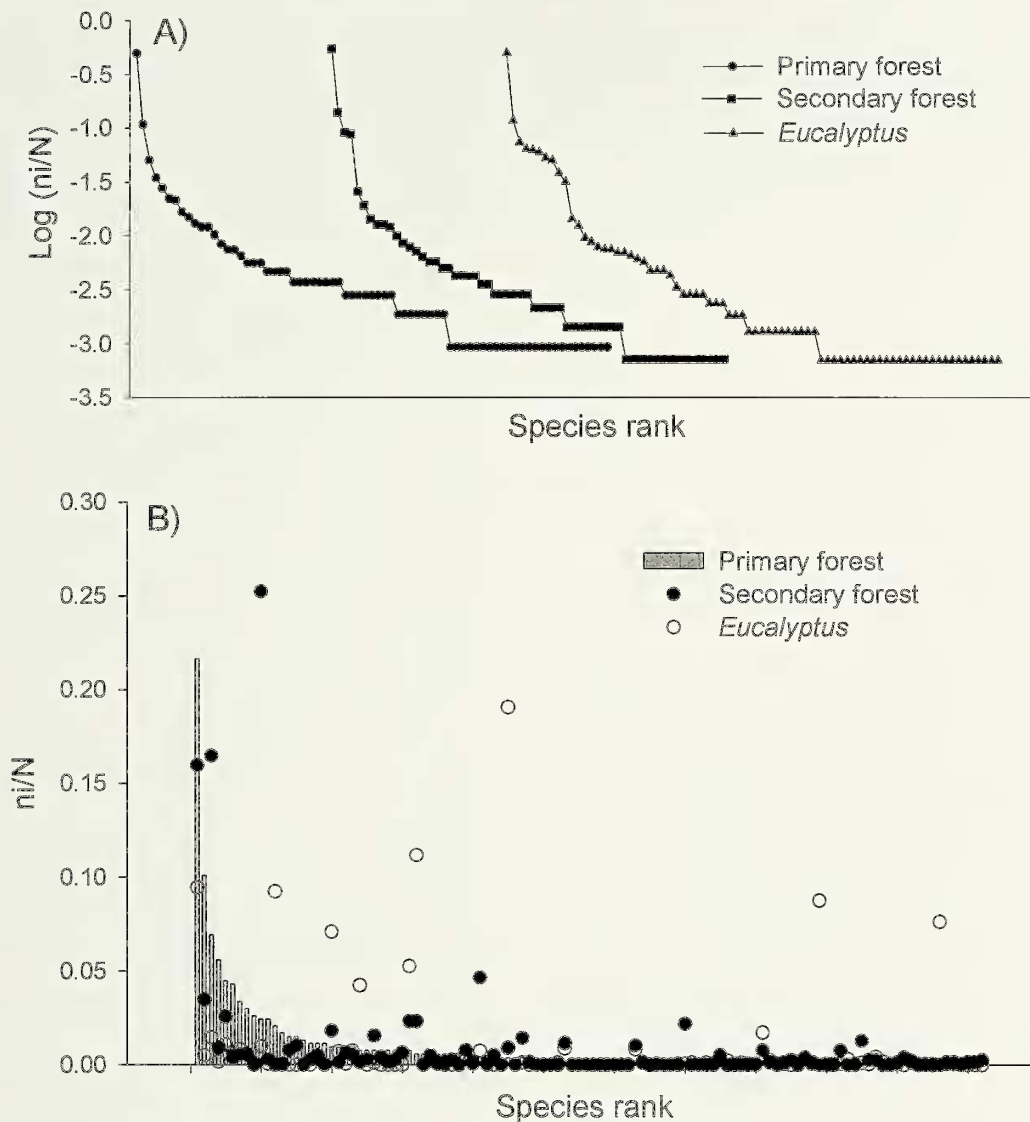 A)
0.0
-0.5
-1.0
-1.5
-2.0
-2.5
-3.0
-3.5
Log (ni/N)
Primary forest
Secondary forest
Eucalyptus
Species rank
B)
0.30
0.25
0.20
0.15
0.10
0.05
0.00
ni/N
Primary forest
Secondary forest
Eucalyptus
Species rank